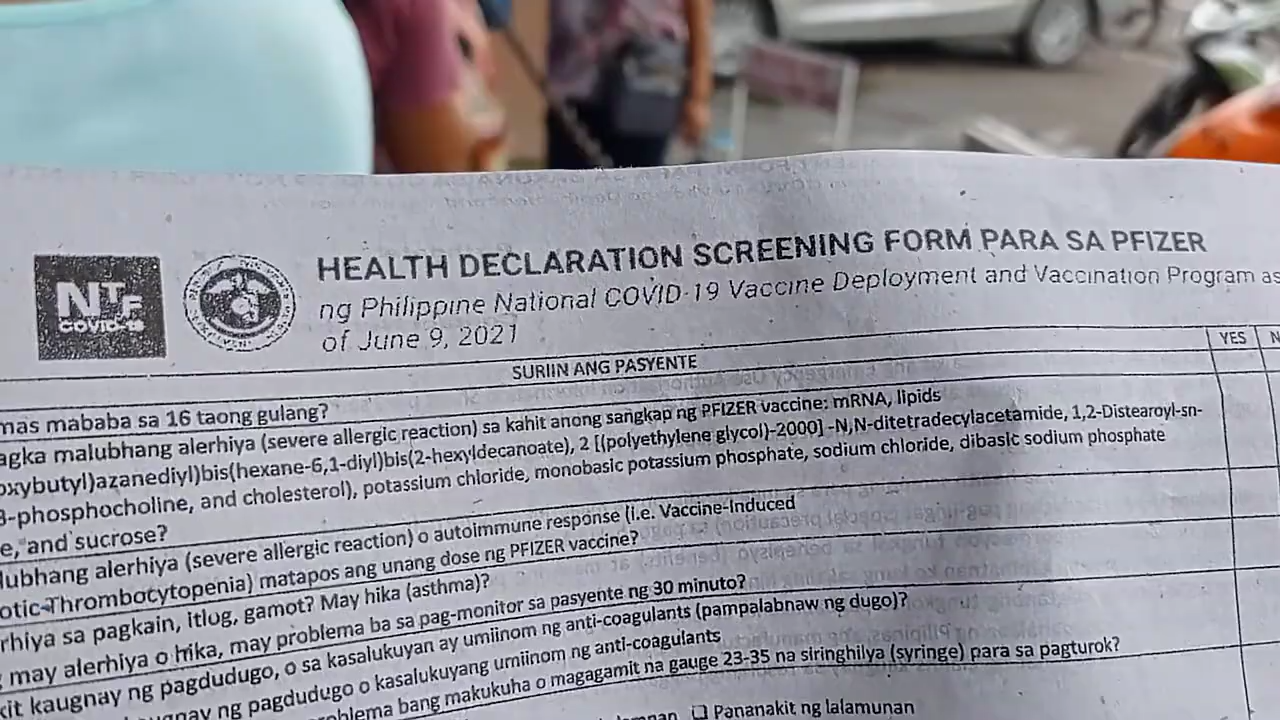 NTF
COVID-19
HEALTH DECLARATION SCREENING FORM PARA SA PFIZER
ng Philippine National COVID-19 Vaccine Deployment and Vaccination Program as
of June 9, 2021
SURIIN ANG PASYENTE YES
mas mababa sa 16 taong gulang?
malubhang alerhiya (severe allergic reaction) sa kahit anong sangkap ng PFIZER vaccine: mRNA, lipids
oxybutyl)azanediyl)bis(hexane-6,1-diyl)bis(2-hexyldecanoate), 2 [(polyethylene glycol)-2000] -N,N-ditetradecylacetamide, 1,2-Distearoyl-sn-
3-phosphocholine, and cholesterol), potassium chloride, monobasic potassium phosphate, sodium chloride, dibasic sodium phosphate
e, and sucrose?
lubhang alerhiya (severe allergic reaction) o autoimmune response (i.e. Vaccine-Induced
otic Thrombocytopenia) matapos ang unang dose ng PFIZER vaccine?
rhiya sa pagkain, itlog, gamot? May hika (asthma)?
may alerhiya o hika, may problema ba sa pag-monitor sa pasyente ng 30 minuto?
kit kaugnay ng pagdudugo, o sa kasalukuyan ay umiinom ng anti-coagulants (pampalabnaw ng dugo)?
ng pagdudugo o kasalukuyang umiinom ng anti-coagulants
problema bang makukuha o magagamit na gauge 23-35 na siringhilya (syringe) para sa pagturok?
Pananakit ng lalamunan